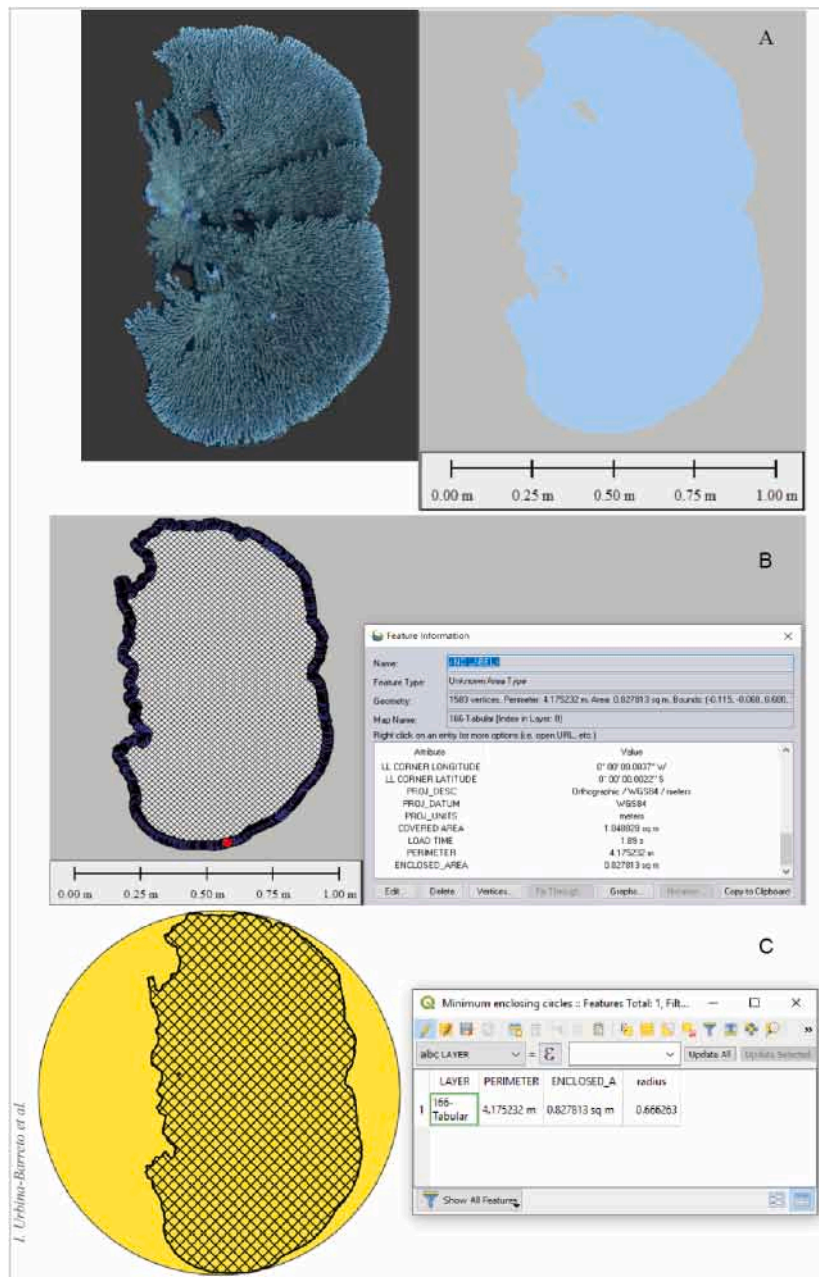 A
0.00 m 0.25 m 0.50 m 0.75 m 1.00 m
B
Feature Information
Name:
Feature Type: Unknown Area Type
Geometry: 1583 vertices, Perimeter: 4.175232 m, Area: 0.827813 sq m, Bounds: (-0.115, -0.068, 0.600,
Map Name: 166-Tabular [Index in Layer: 0]
Right click on an entry for more options (i.e. open URL, etc.)
Attribute Value
LL CORNER LONGITUDE 0° 00' 00.0037" W
LL CORNER LATITUDE 0° 00' 00.0022" S
PROJ_DESC Orthographic / WGS84 / meters
PROJ_DATUM WGS84
PROJ_UNITS meters
COVERED AREA sq m
LOAD TIME 1.89 s
PERIMETER 4.175232 m
ENCLOSED_AREA 0.827813 sq m
Edit... Delete Vertices... Graphs... Copy to Clipboard
0.00 m 0.25 m 0.50 m 0.75 m 1.00 m
C
Minimum enclosing circles :: Features Total: 1, Filt...
abc LAYER = Ɛ Update All Update Selected
LAYER PERIMETER ENCLOSED_A radius
1 166-Tabular 4,175232 m 0.827813 sq m 0.666263
Show All Features
I. Urbina-Barreto et al.